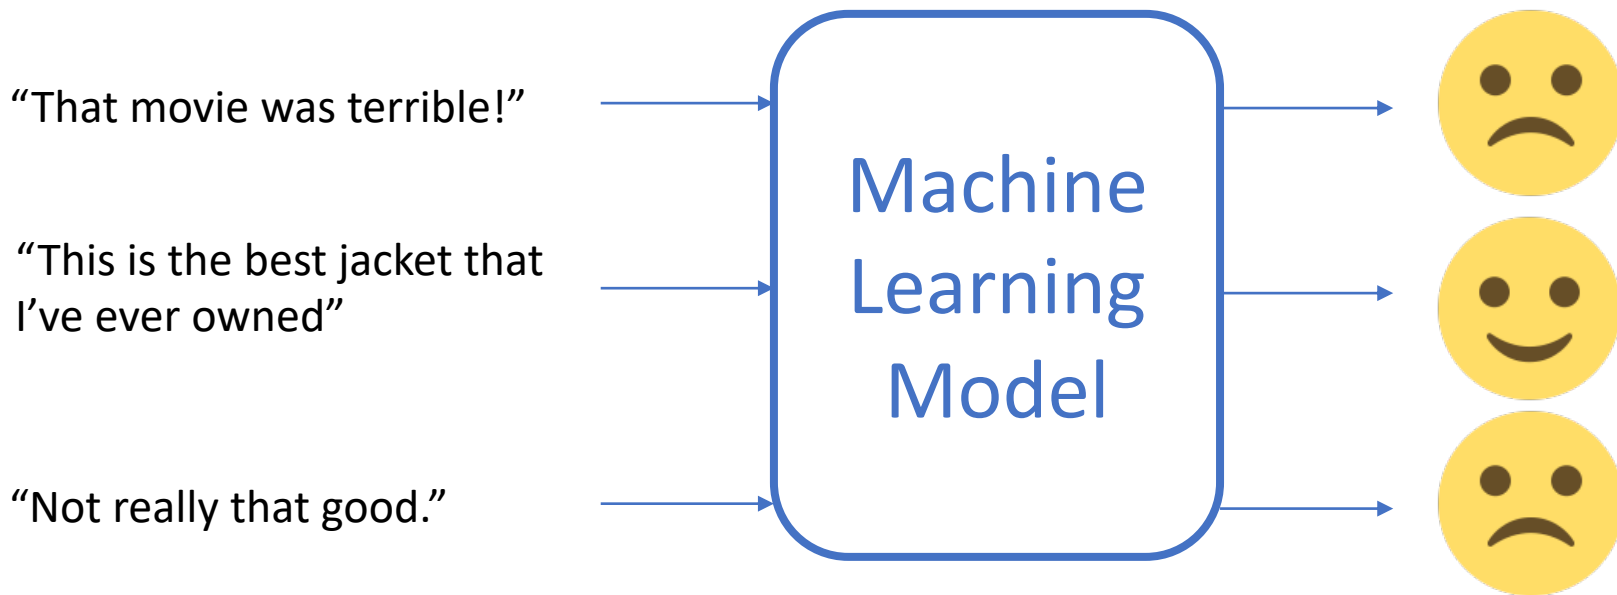 “That movie was terrible!”
“This is the best jacket that
I’ve ever owned”
“Not really that good.”
Machine
Learning
Model